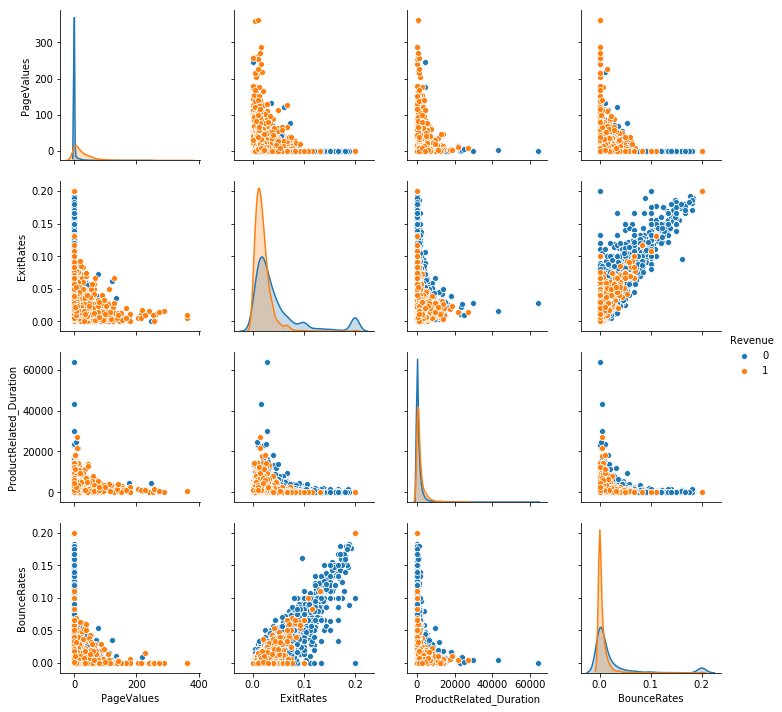 PageValues
300
200
100
0
ExitRates
0.20
0.15
0.10
0.05
0.00
Revenue
0
1
ProductRelated_Duration
60000
40000
20000
0
BounceRates
0.20
0.15
0.10
0.05
0.00
0 200 400
0.0 0.1 0.2
0 20000 40000 60000
0.0 0.1 0.2
PageValues ExitRates ProductRelated_Duration BounceRates